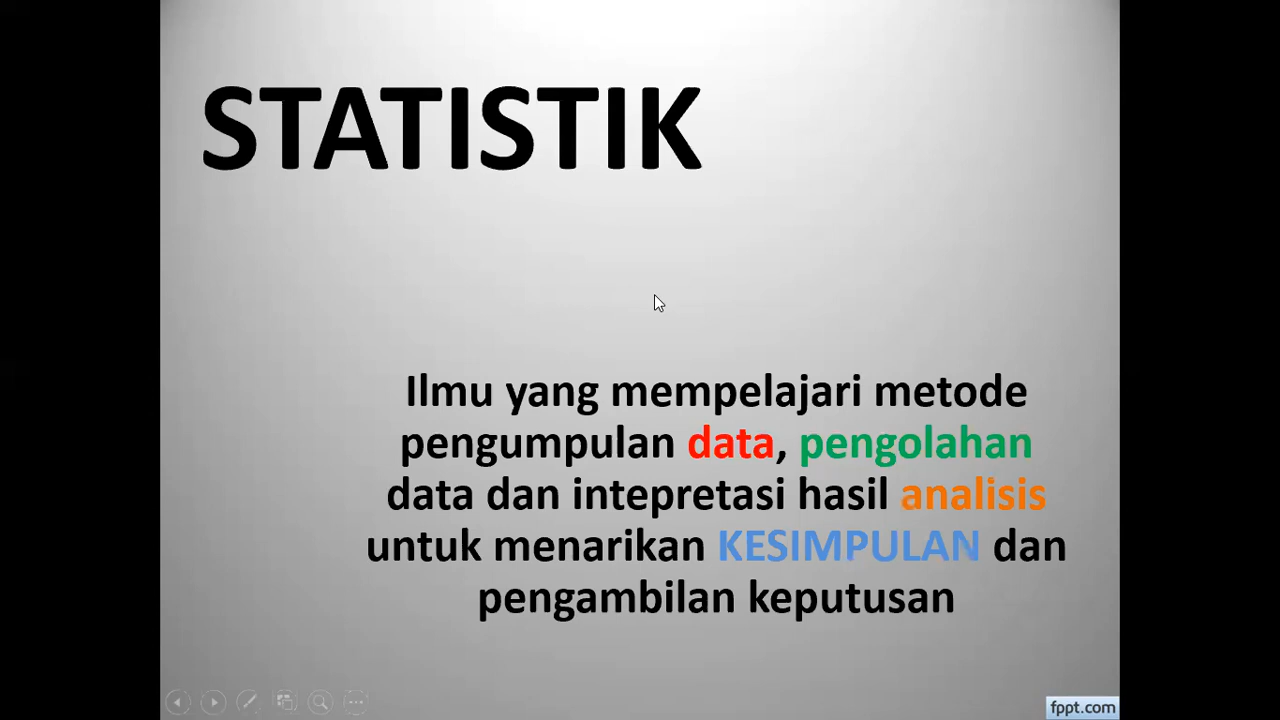 STATISTIK
Ilmu yang mempelajari metode
pengumpulan data, pengolahan
data dan intepretasi hasil analisis
untuk menarikan KESIMPULAN dan
pengambilan keputusan
fppt.com